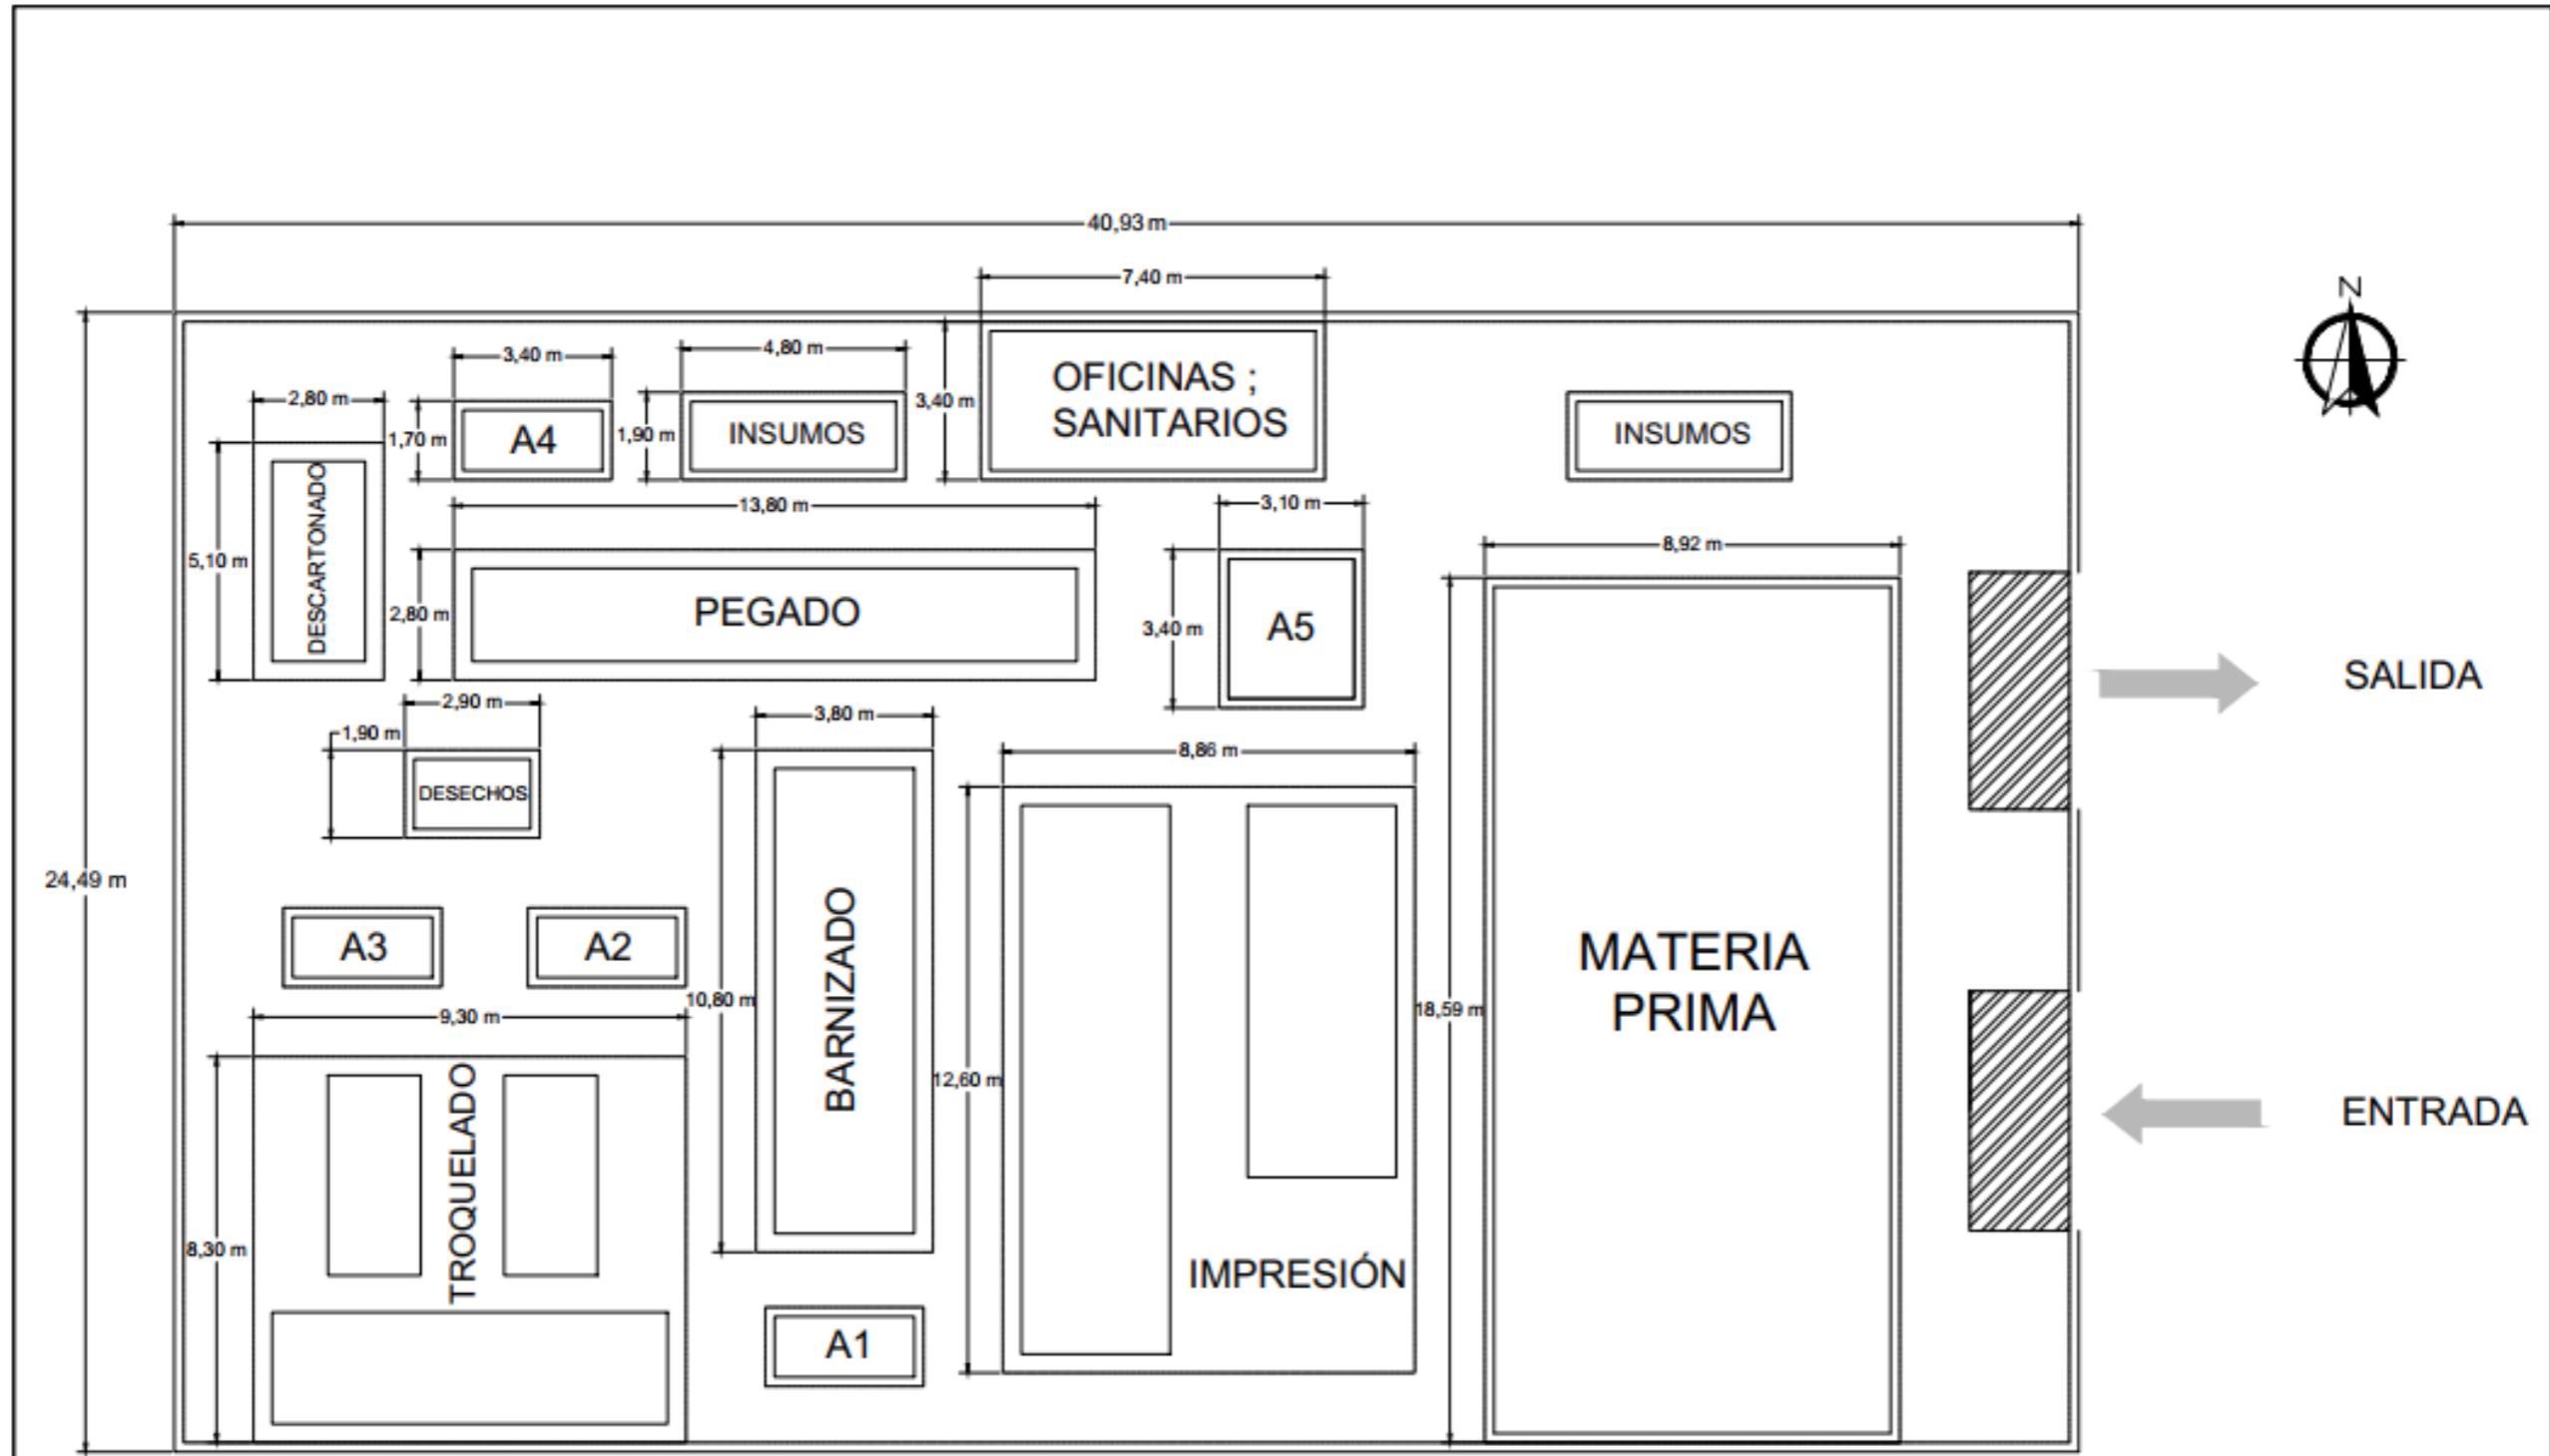 40,93 m
7,40 m
N
3,40 m
4,80 m
OFICINAS ;
SANITARIOS
2,80 m
3,40 m
1,70 m
A4
1,90 m
INSUMOS
INSUMOS
13,80 m
3,10 m
8,92 m
5,10 m
DESCARTONADO
2,80 m
PEGADO
3,40 m
A5
SALIDA
2,90 m
3,80 m
1,90 m
8,86 m
DESECHOS
24,49 m
A3
A2
BARNIZADO
MATERIA
PRIMA
10,80 m
18,59 m
9,30 m
12,60 m
ENTRADA
TROQUELADO
8,30 m
IMPRESIÓN
A1